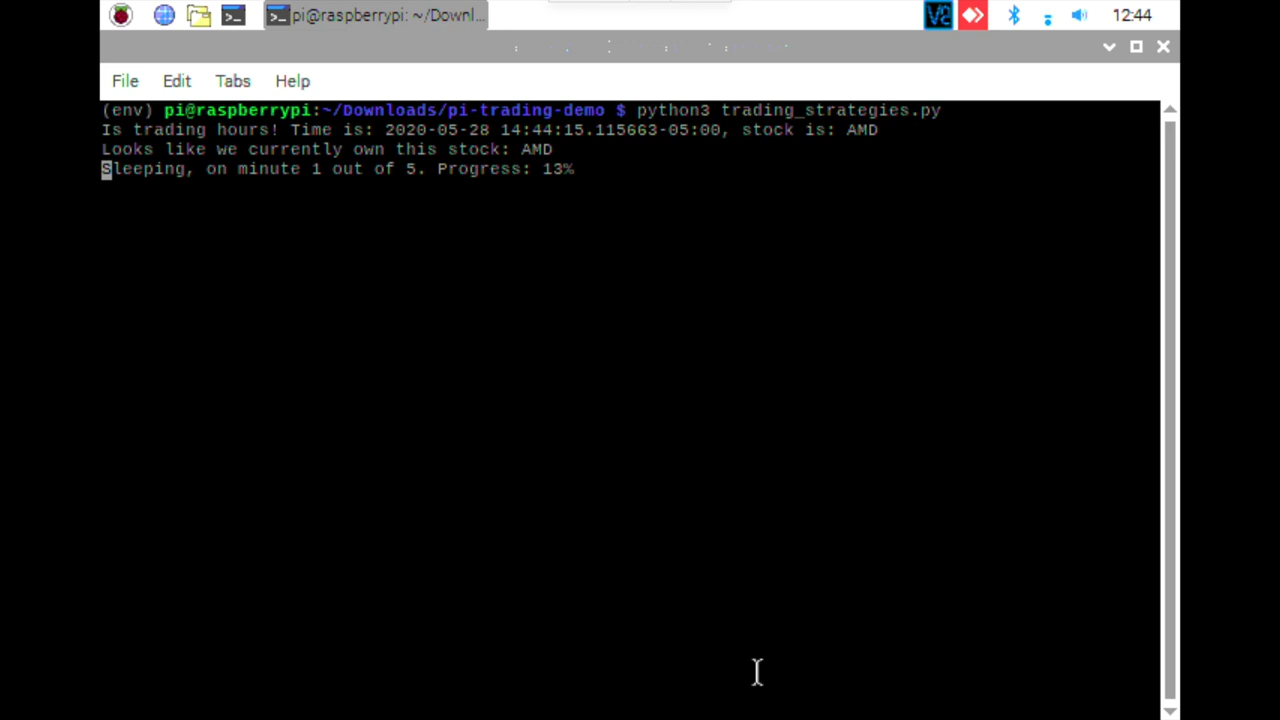 pi@raspberrypi: ~/Downl... 12:44
File Edit Tabs Help
(env) pi@raspberrypi:~/Downloads/pi-trading-demo $ python3 trading_strategies.py
Is trading hours! Time is: 2020-05-28 14:44:15.115663-05:00, stock is: AMD
Looks like we currently own this stock: AMD
Sleeping, on minute 1 out of 5. Progress: 13%